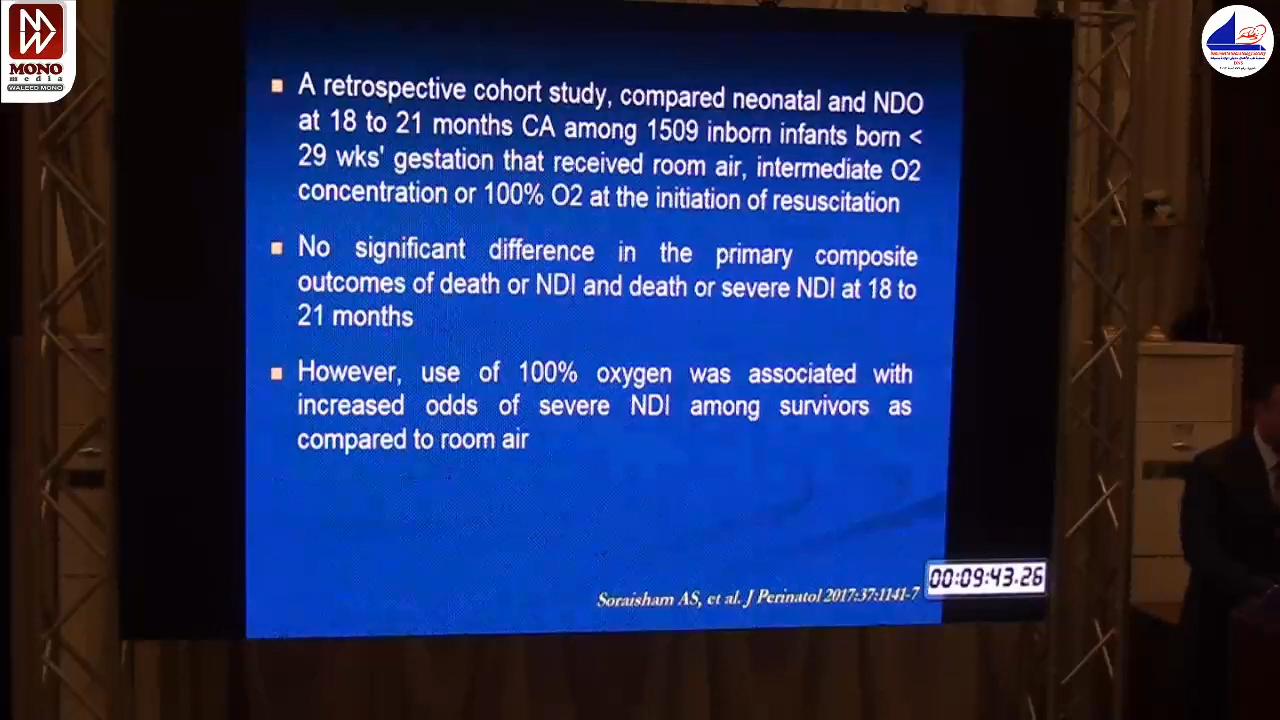 MONO
media
WALEED MONO
A retrospective cohort study, compared neonatal and NDO
at 18 to 21 months CA among 1509 inborn infants born <
29 wks' gestation that received room air, intermediate O2
concentration or 100% O2 at the initiation of resuscitation
No significant difference in the primary composite
outcomes of death or NDI and death or severe NDI at 18 to
21 months
However, use of 100% oxygen was associated with
increased odds of severe NDI among survivors as
compared to room air
Soraisham AS, et al. J Perinatol 2017:37:1141-7
00:09:43.26
DNS